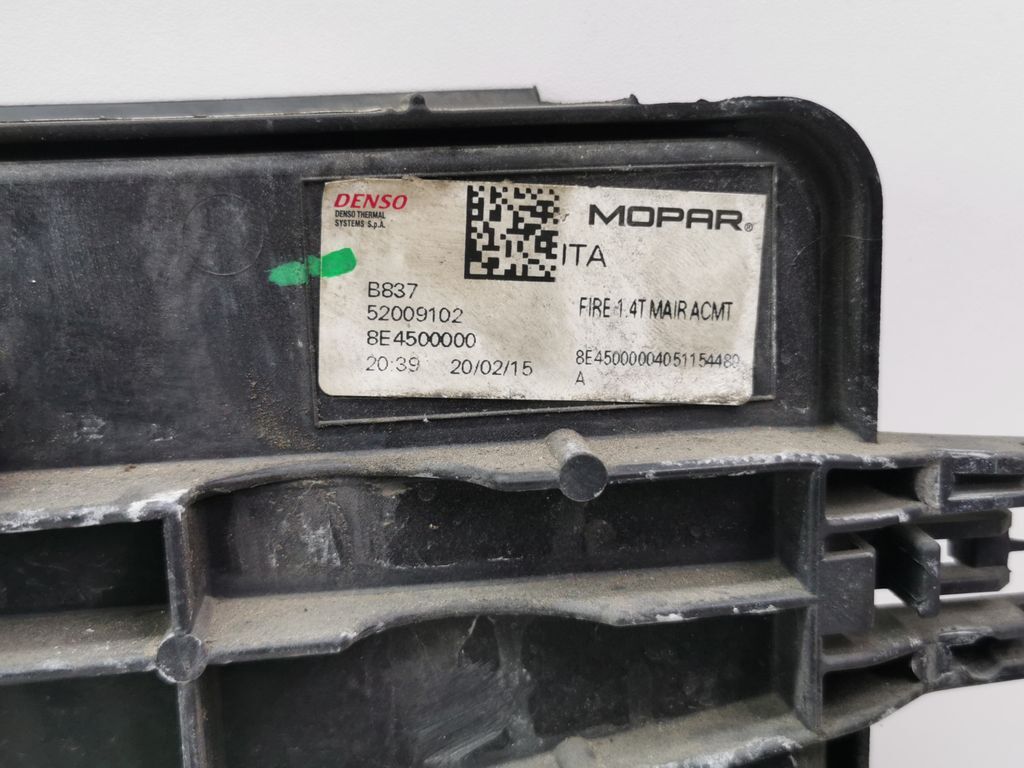 DENSO
DENSO THERMAL
SYSTEMS S.p.A.
MOPAR®
ITA
B837
52009102
8E4500000
20:39 20/02/15
FIRE 1.4T MAIR ACMT
8E45000004051154480
A